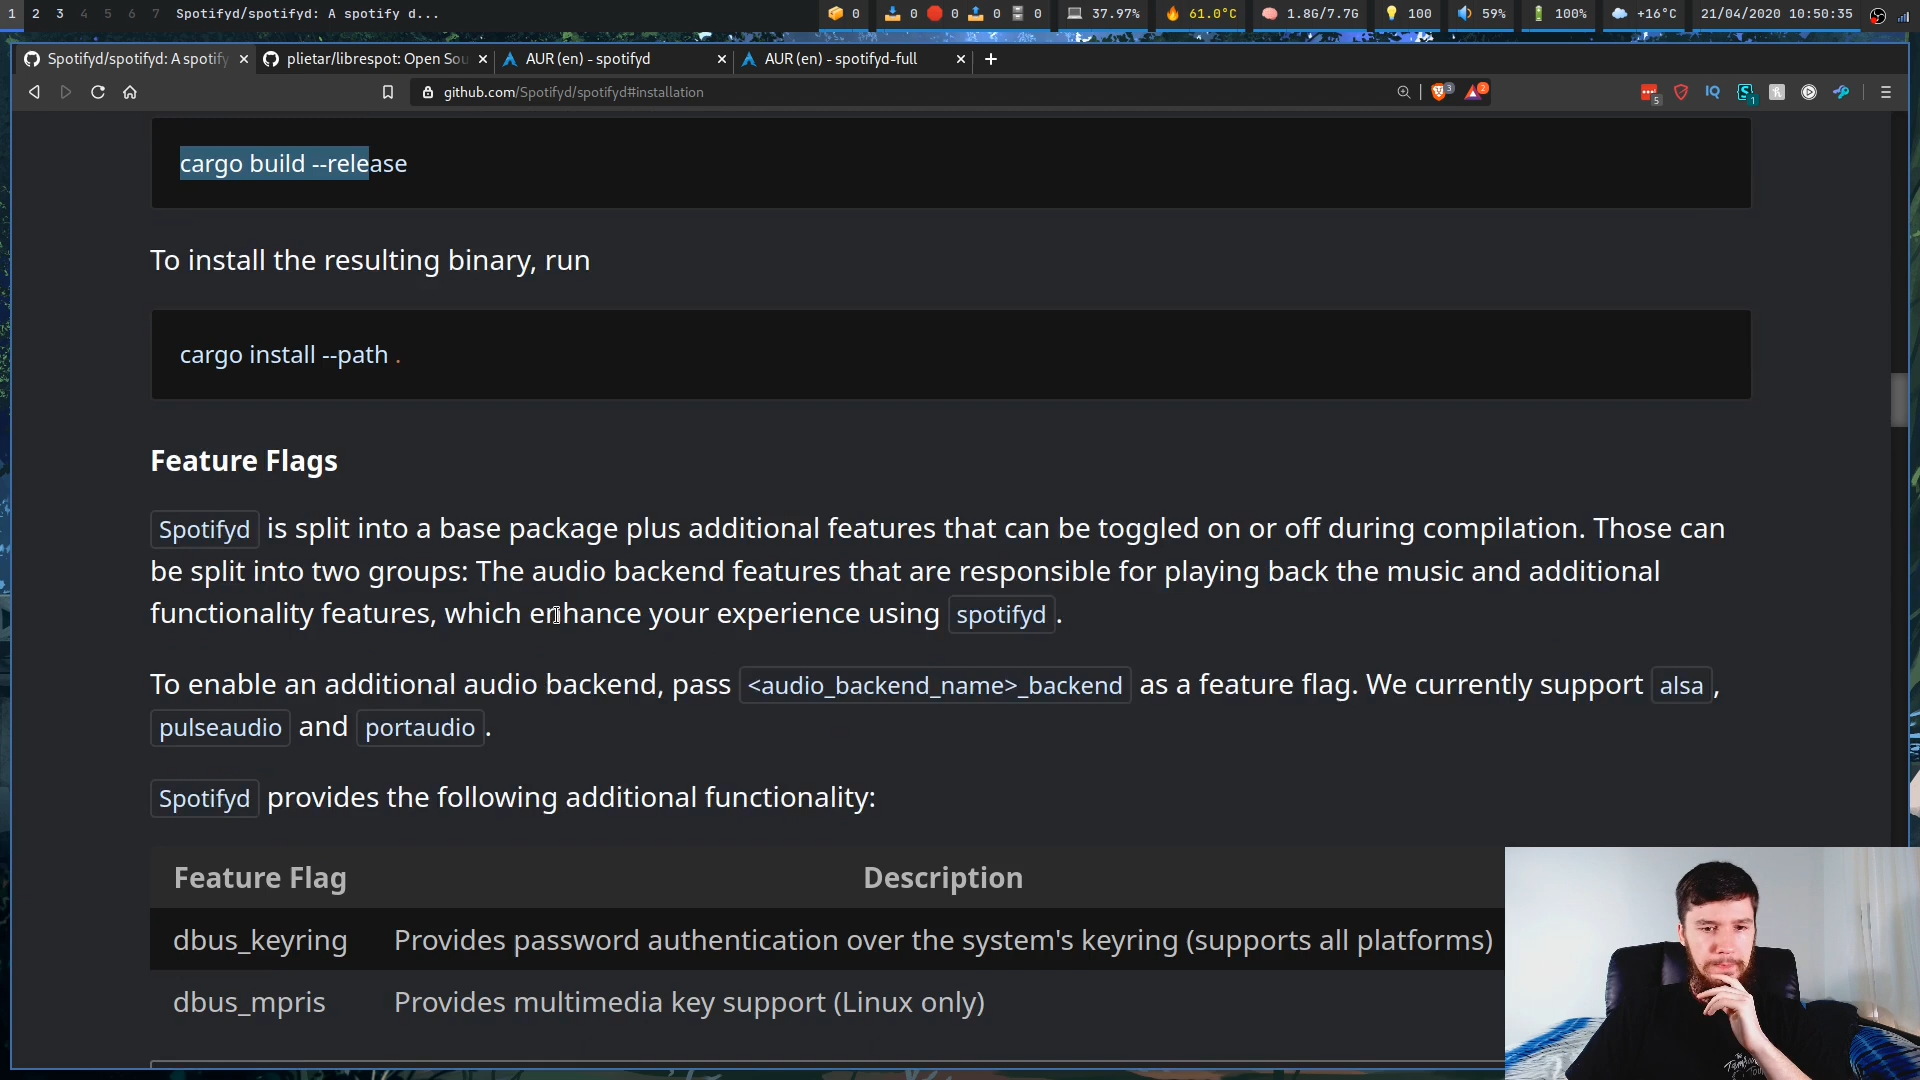 1 2 3 4 5 6 7 Spotifyd/spotifyd: A spotify d... 0 0 0 0 0 37.97% 61.0°C 1.8G/7.7G 100 59% 100% +16°C 21/04/2020 10:50:35
Spotifyd/spotifyd: A spotify × plietar/librespot: Open Sou × AUR (en) - spotifyd × AUR (en) - spotifyd-full × +
github.com/Spotifyd/spotifyd#installation 3 2 5 IQ 1
cargo build --release
To install the resulting binary, run
cargo install --path .
Feature Flags
Spotifyd is split into a base package plus additional features that can be toggled on or off during compilation. Those can
be split into two groups: The audio backend features that are responsible for playing back the music and additional
functionality features, which enhance your experience using spotifyd.
To enable an additional audio backend, pass <audio_backend_name>_backend as a feature flag. We currently support alsa,
pulseaudio and portaudio.
Spotifyd provides the following additional functionality:
Feature Flag Description
dbus_keyring Provides password authentication over the system's keyring (supports all platforms)
dbus_mpris Provides multimedia key support (Linux only)